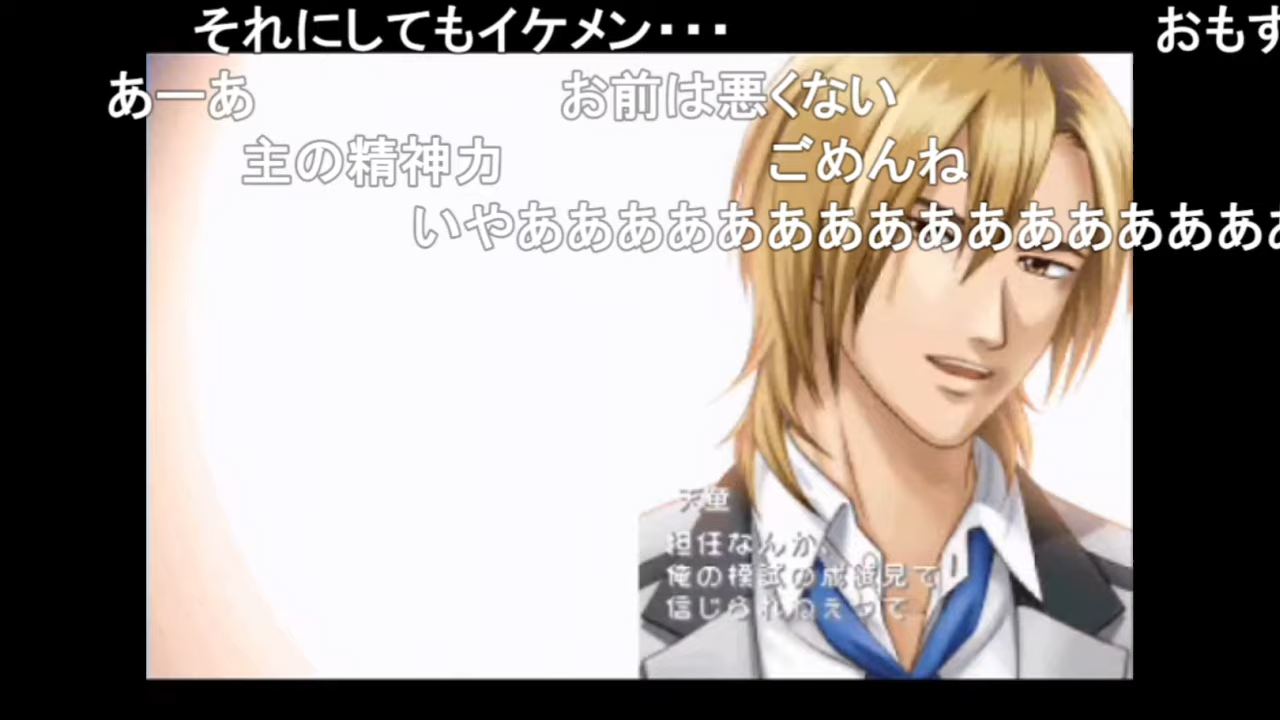 それにしてもイケメン・・・
おもす
あーあ
お前は悪くない
主の精神力
ごめんね
いやああああああああああああああああ
天童
担任なんか、
俺の模試の成績見て
信じられねぇって